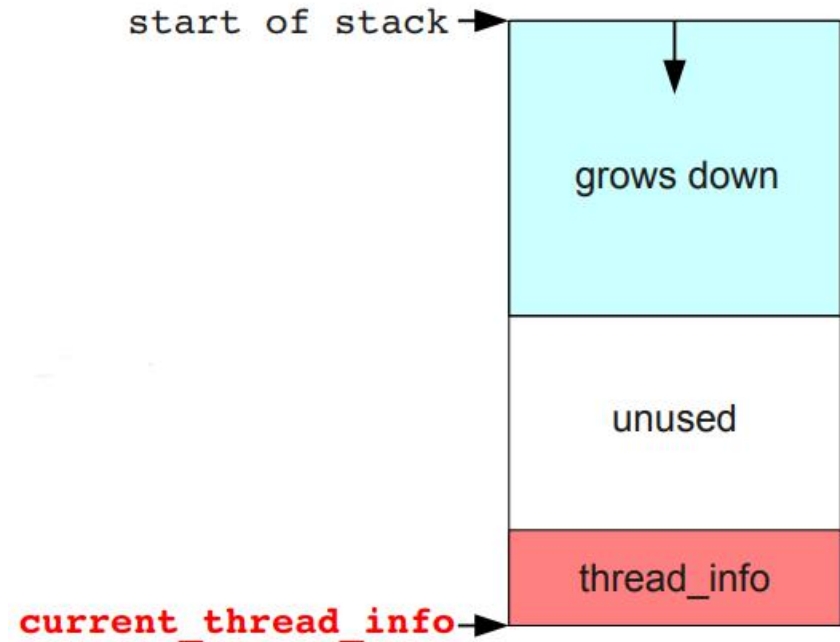 start of stack
grows down
unused
thread_info
current_thread_info